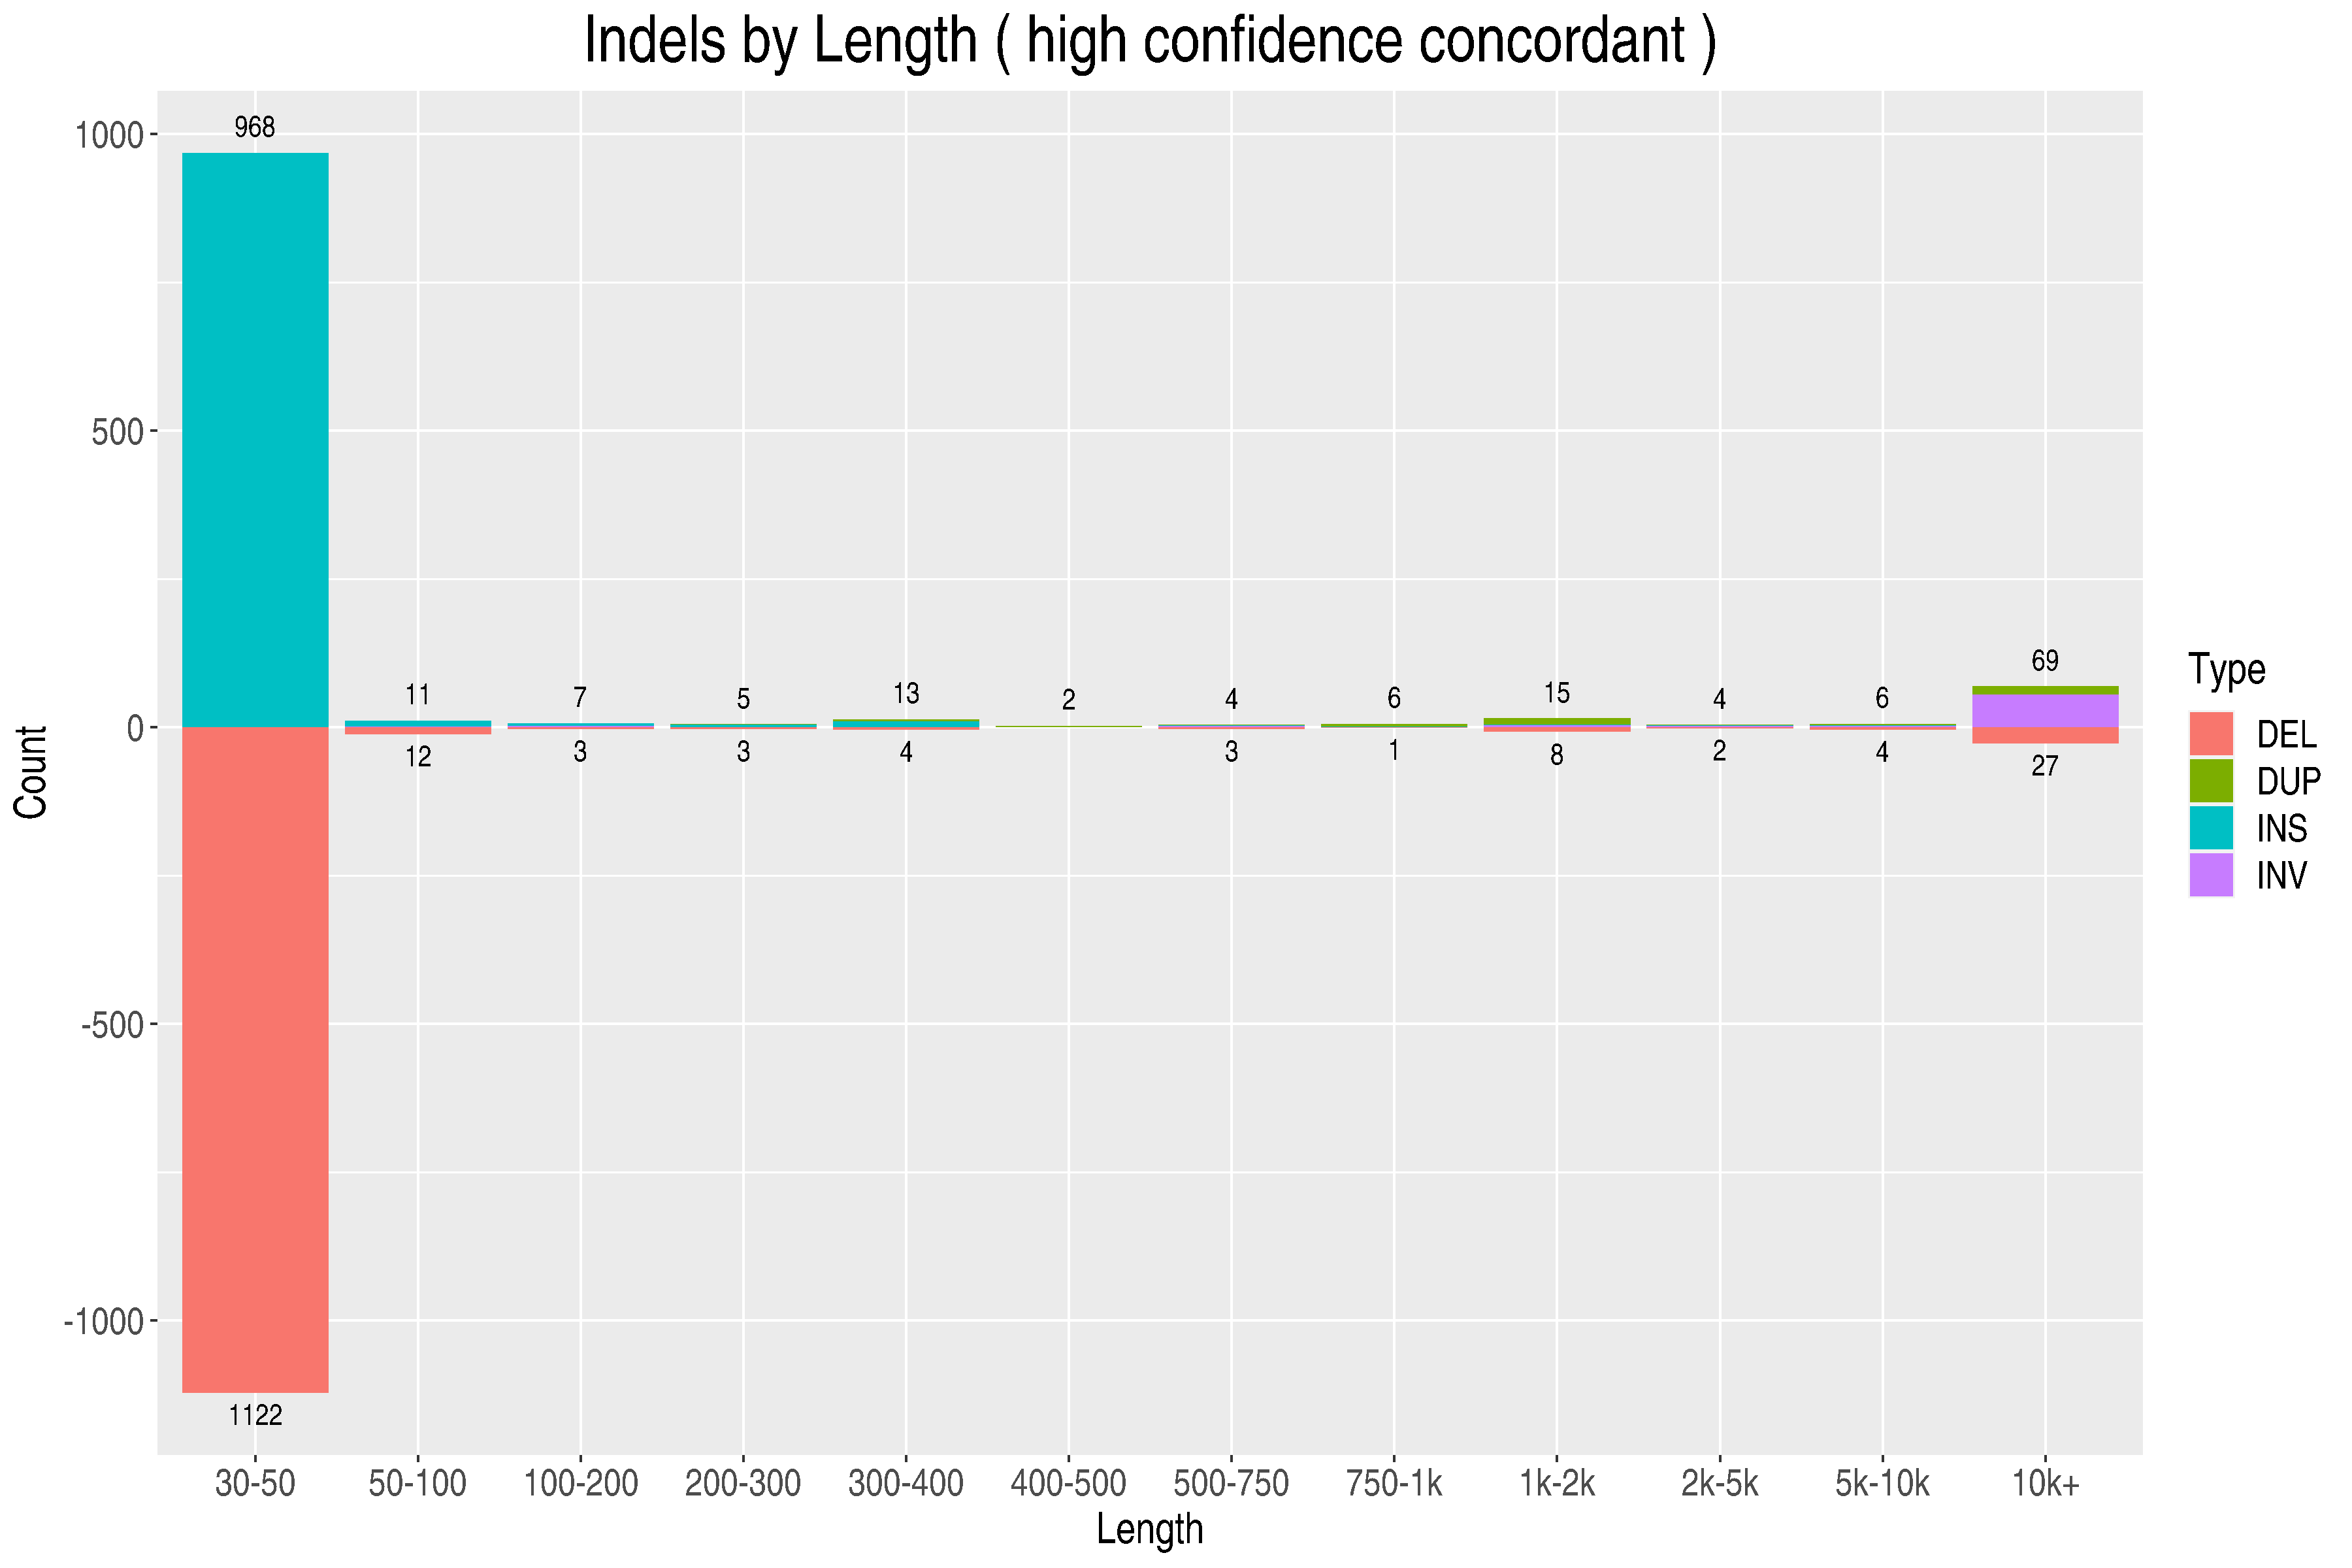 Indels by Length ( high confidence concordant )
1000
500
0
-500
-1000
Count
968
11
7
5
13
2
4
6
15
4
6
69
12
3
3
4
3
1
8
2
4
27
1122
30-50
50-100
100-200
200-300
300-400
400-500
500-750
750-1k
1k-2k
2k-5k
5k-10k
10k+
Length
Type
DEL
DUP
INS
INV